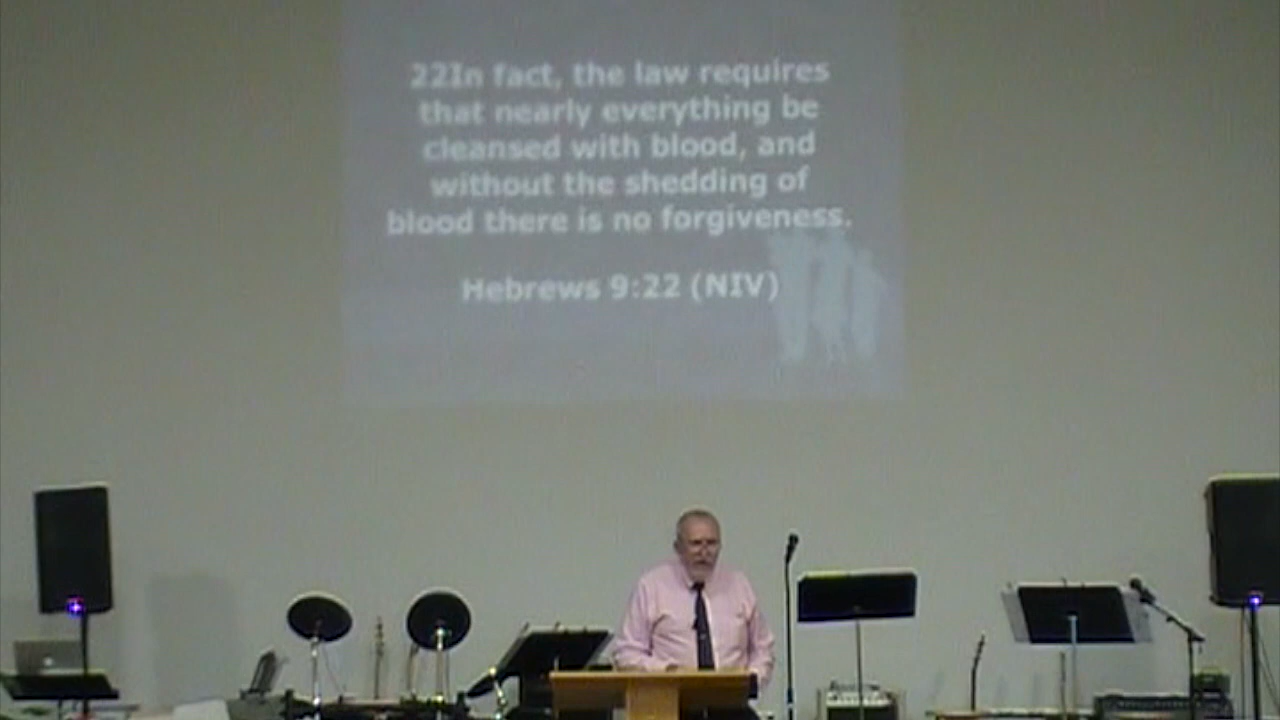 22In fact, the law requires
that nearly everything be
cleansed with blood, and
without the shedding of
blood there is no forgiveness.
Hebrews 9:22 (NIV)